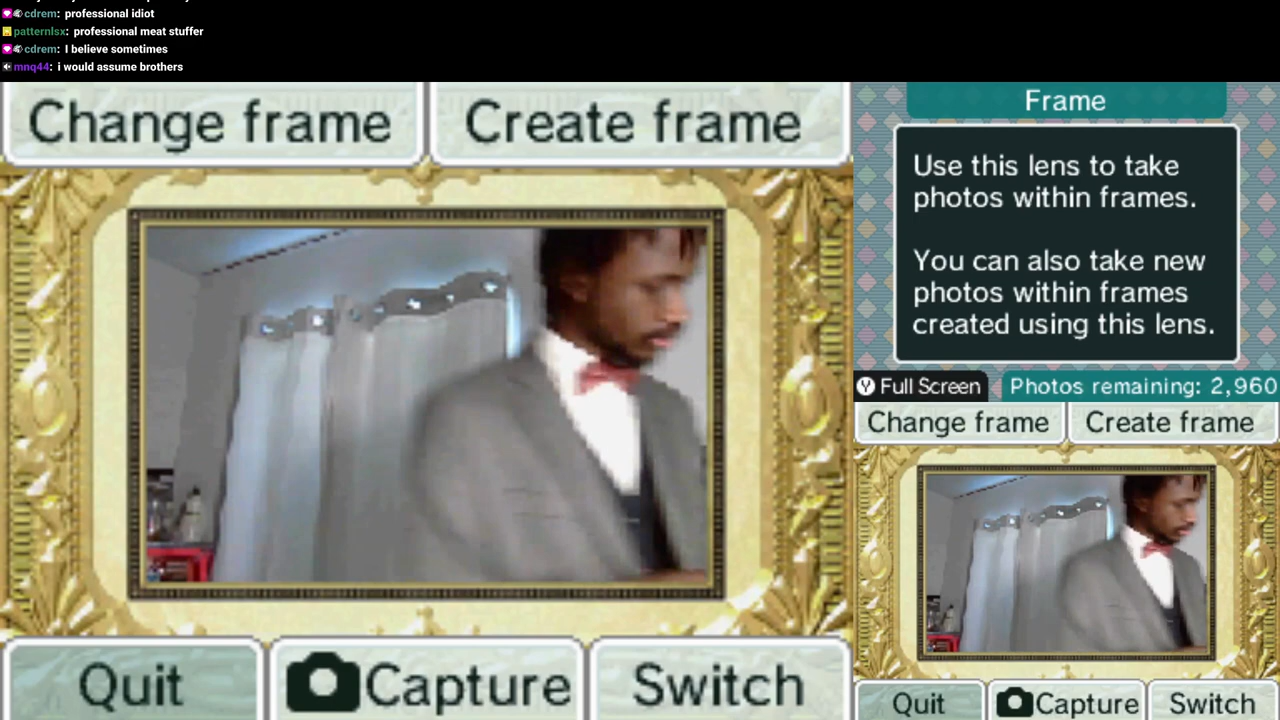 cdrem: professional idiot
patternlsx: professional meat stuffer
cdrem: I believe sometimes
mnq44: i would assume brothers
Change frame
Create frame
Quit
Capture
Switch
Frame
Use this lens to take
photos within frames.
You can also take new
photos within frames
created using this lens.
Y Full Screen
Photos remaining: 2,960
Change frame
Create frame
Quit
Capture
Switch